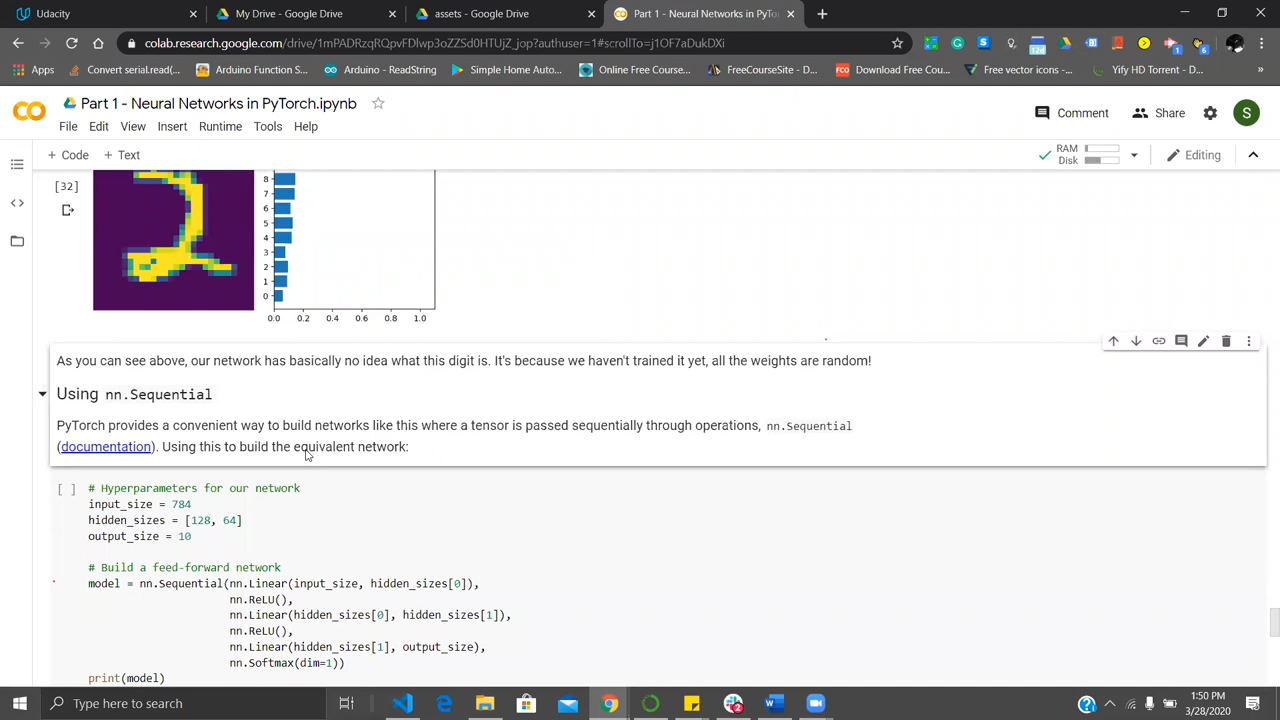 Udacity
My Drive - Google Drive
assets - Google Drive
Part 1 - Neural Networks in PyTo
colab.research.google.com/drive/1mPADRzqRQpvFDlwp3oZZSd0HTUjZ_jop?authuser=1#scrollTo=j1OF7aDukDXi
Apps
Convert serial.read(...
Arduino Function S...
Arduino - ReadString
Simple Home Auto...
Online Free Course...
FreeCourseSite - D...
Download Free Cou...
Free vector icons -...
Yify HD Torrent - D...
Part 1 - Neural Networks in PyTorch.ipynb
Comment
Share
S
File Edit View Insert Runtime Tools Help
+ Code + Text
RAM
Disk
Editing
[32]
8
7
6
5
4
3
2
1
0
0.0 0.2 0.4 0.6 0.8 1.0
As you can see above, our network has basically no idea what this digit is. It's because we haven't trained it yet, all the weights are random!
Using nn.Sequential
PyTorch provides a convenient way to build networks like this where a tensor is passed sequentially through operations, nn.Sequential
(documentation). Using this to build the equivalent network:
[ ] # Hyperparameters for our network
input_size = 784
hidden_sizes = [128, 64]
output_size = 10
# Build a feed-forward network
model = nn.Sequential(nn.Linear(input_size, hidden_sizes[0]),
nn.ReLU(),
nn.Linear(hidden_sizes[0], hidden_sizes[1]),
nn.ReLU(),
nn.Linear(hidden_sizes[1], output_size),
nn.Softmax(dim=1))
print(model)
Type here to search
1:50 PM
3/28/2020